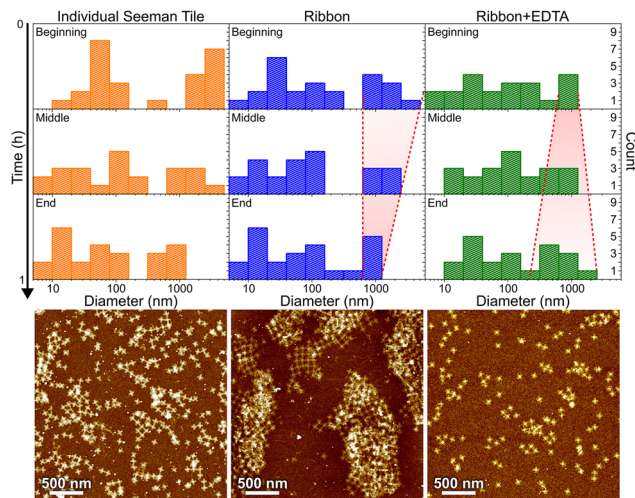 Individual Seeman Tile
Ribbon
Ribbon+EDTA
0
Beginning
Beginning
Beginning
9
7
5
3
1
Middle
Middle
Middle
9
7
5
3
1
End
End
End
9
7
5
3
1
Time (h)
Count
1
10 100 1000
10 100 1000
10 100 1000
Diameter (nm)
Diameter (nm)
Diameter (nm)
500 nm
500 nm
500 nm